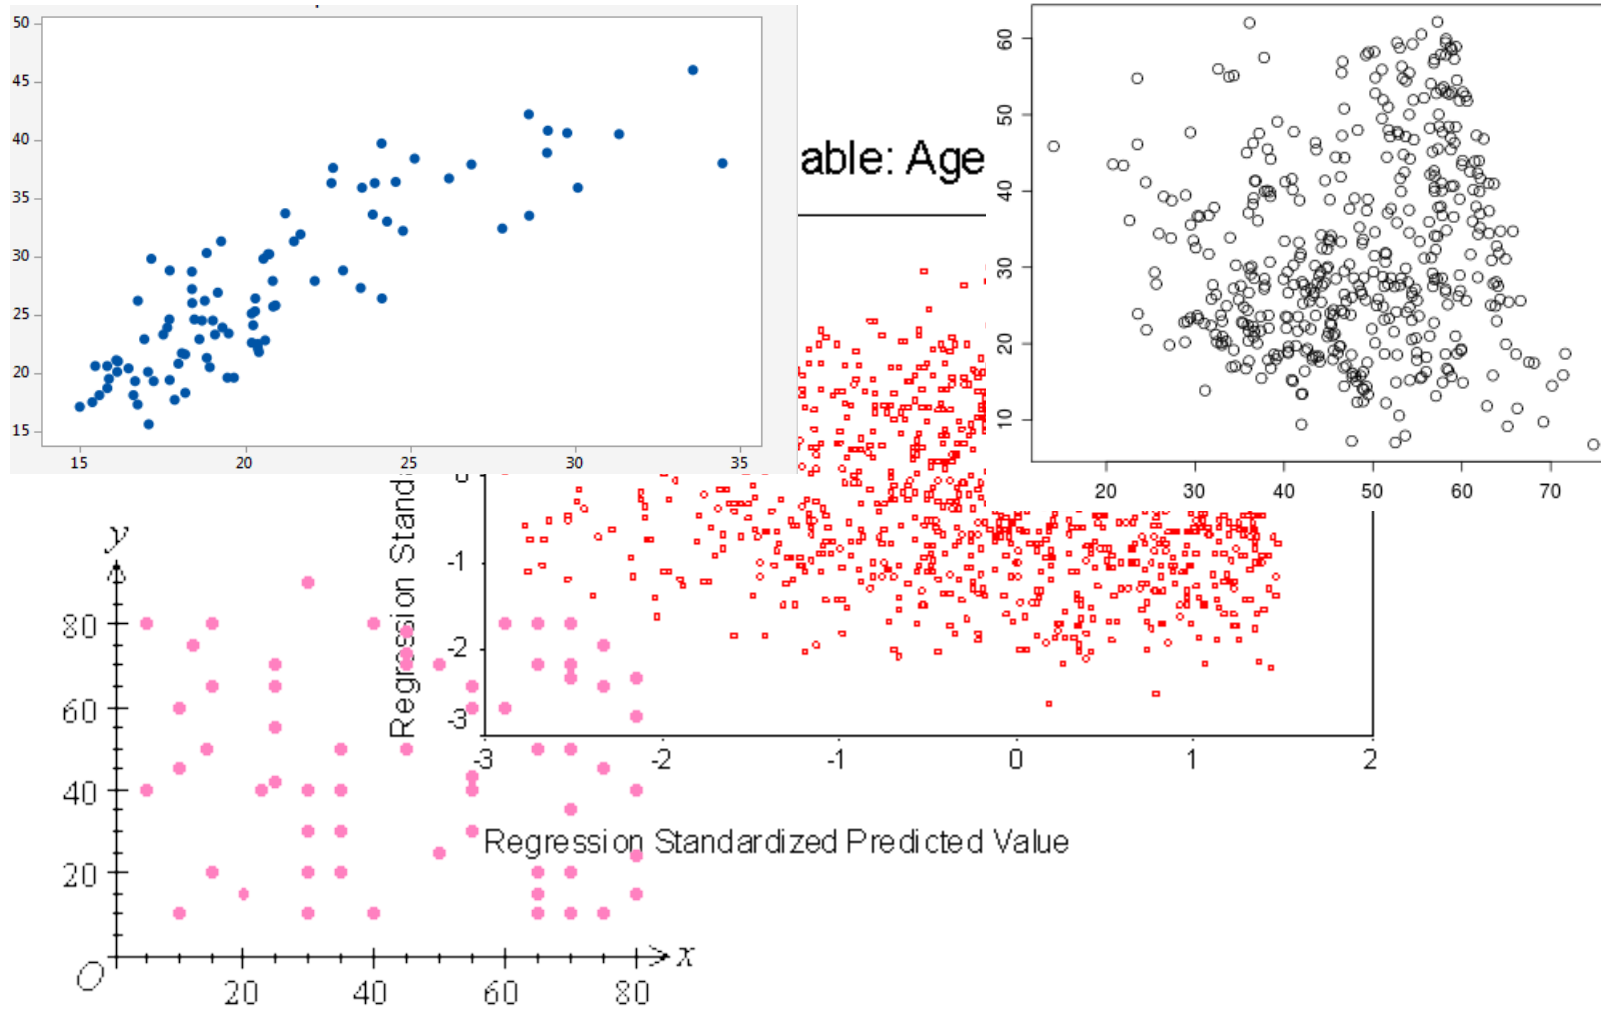 50
45
40
35
30
25
20
15
15 20 25 30 35
able: Age
60
50
40
30
20
10
20 30 40 50 60 70
Regression Stand
-1
-2
-3
-3 -2 -1 0 1 2
Regression Standardized Predicted Value
y
80
60
40
20
O
20 40 60 80
x